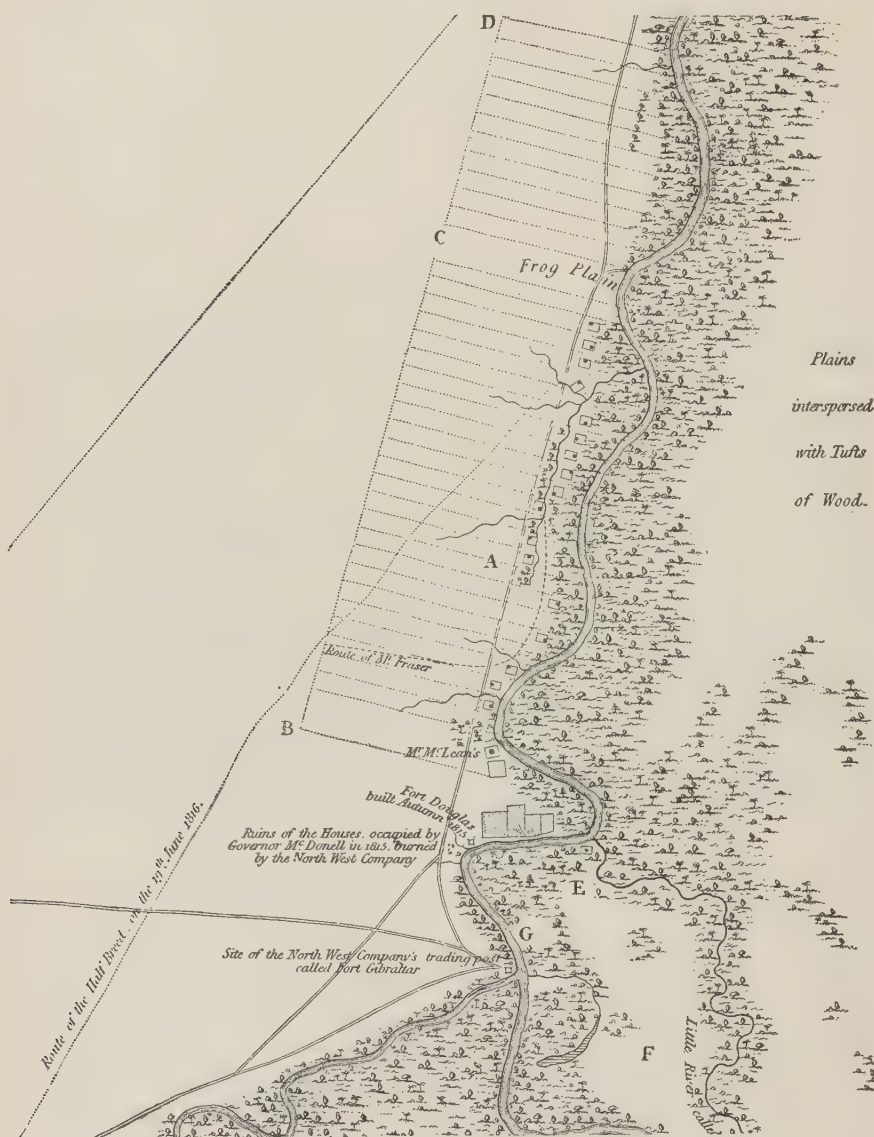 D
C
Frog Plain
Plains
interspersed
with Tufts
of Wood.
A
Route of Mr. Fraser
B
Mr. McLean's
Fort Douglas
built Autumn 1815
Ruins of the Houses. occupied by
Governor Mc Donell in 1815. burned
by the North West Company
Route of the Half Breed on the 19th June 1816.
E
G
Site of the North West Company's trading post
called Fort Gibraltar
F
Little River